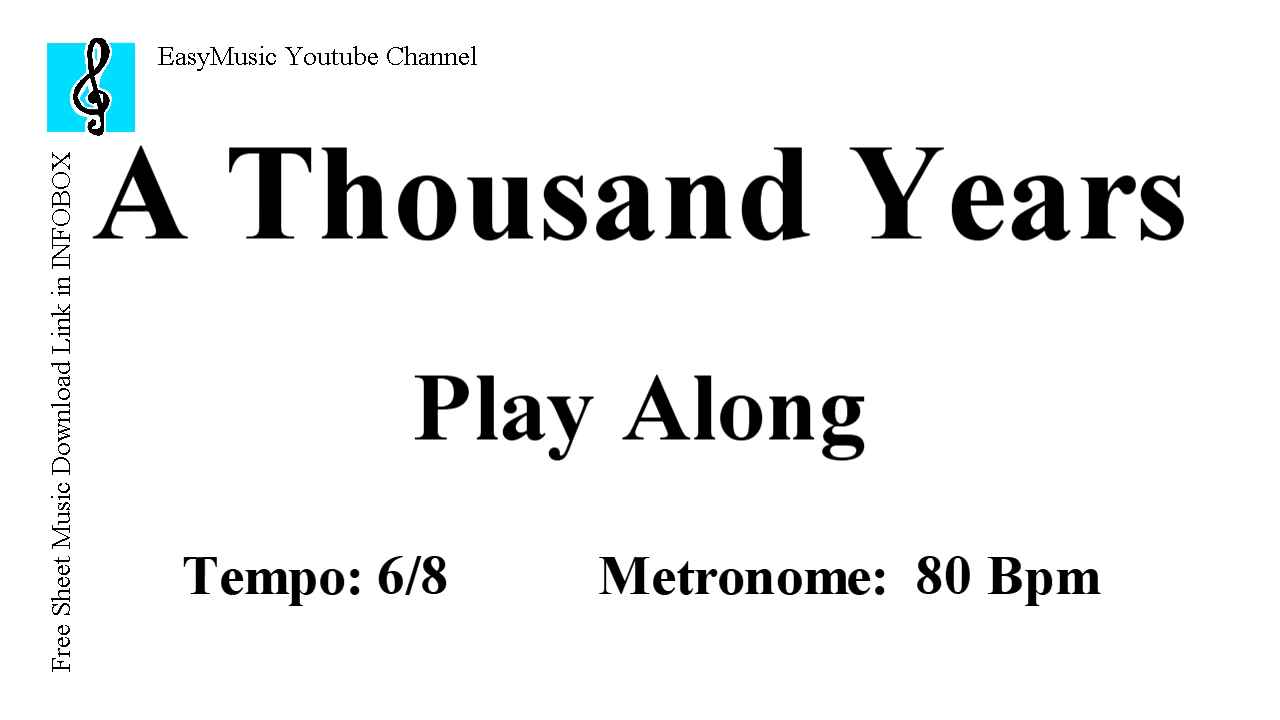 EasyMusic Youtube Channel
A Thousand Years
Play Along
Tempo: 6/8 Metronome: 80 Bpm
Free Sheet Music Download Link in INFOBOX